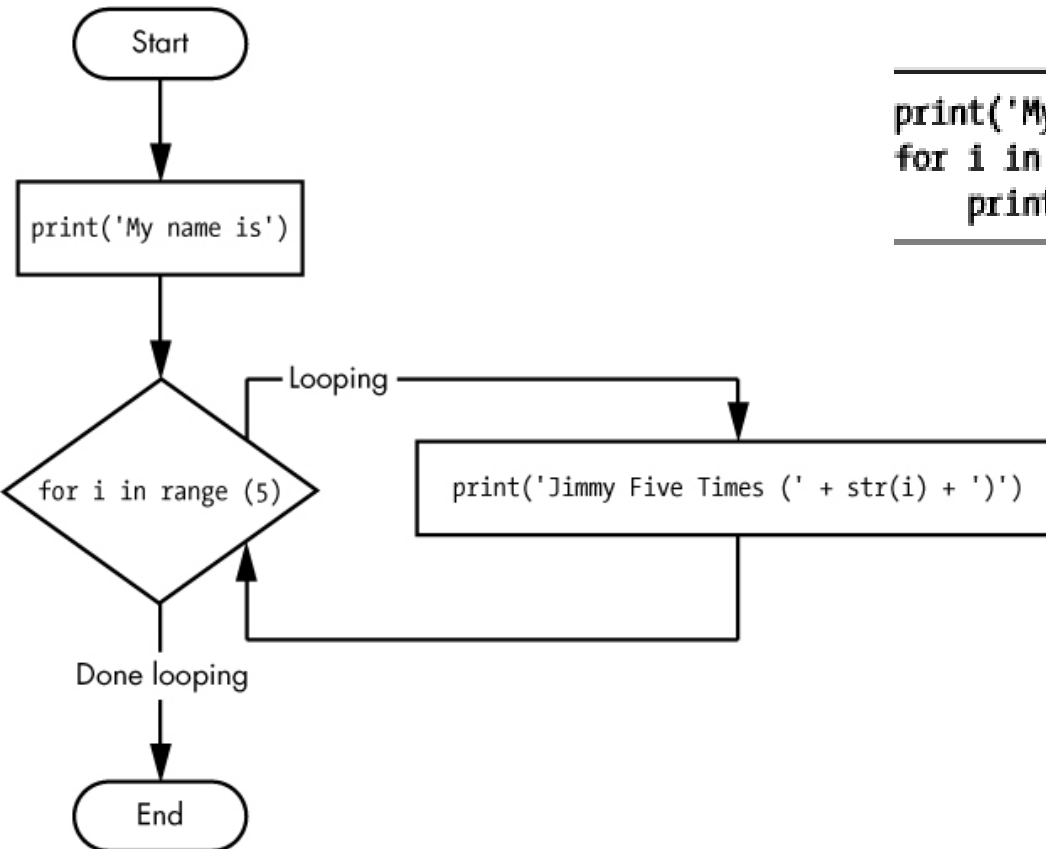 Start
print('My name is')
for i in range (5)
Looping
print('Jimmy Five Times (' + str(i) + ')')
Done looping
End
print('My
for i in
print